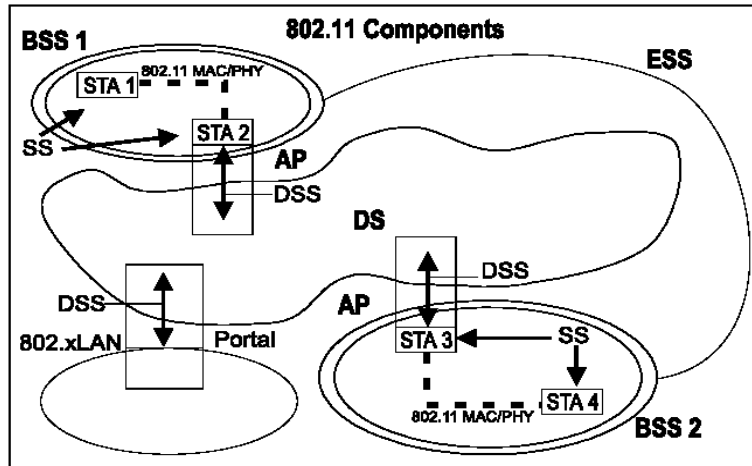 802.11 Components
BSS 1
ESS
802.11 MAC/PHY
STA 1
SS
STA 2
AP
DSS
DS
DSS
DSS
AP
802.xLAN
Portal
STA 3
SS
802.11 MAC/PHY
STA 4
BSS 2